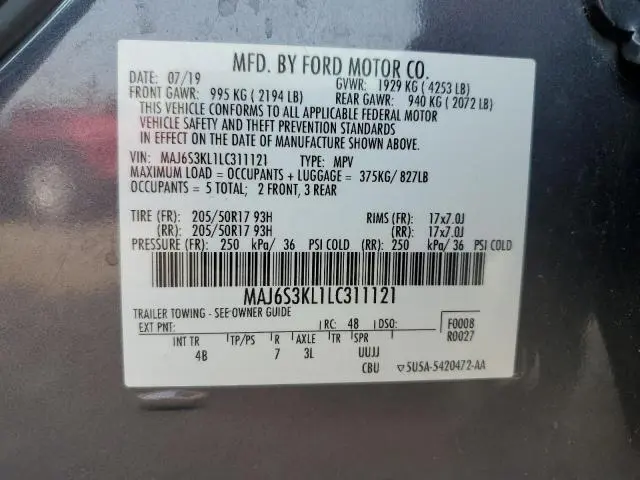 MFD. BY FORD MOTOR CO.
DATE: 07/19 GVWR: 1929 KG ( 4253 LB)
FRONT GAWR: 995 KG ( 2194 LB) REAR GAWR: 940 KG ( 2072 LB)
THIS VEHICLE CONFORMS TO ALL APPLICABLE FEDERAL MOTOR
VEHICLE SAFETY AND THEFT PREVENTION STANDARDS
IN EFFECT ON THE DATE OF MANUFACTURE SHOWN ABOVE.
VIN: MAJ6S3KL1LC311121 TYPE: MPV
MAXIMUM LOAD = OCCUPANTS + LUGGAGE = 375KG/ 827LB
OCCUPANTS = 5 TOTAL; 2 FRONT, 3 REAR
TIRE (FR): 205/50R17 93H RIMS (FR): 17x7.0J
(RR): 205/50R17 93H (RR): 17x7.0J
PRESSURE (FR): 250 kPa/ 36 PSI COLD (RR): 250 kPa/ 36 PSI COLD
MAJ6S3KL1LC311121
TRAILER TOWING - SEE OWNER GUIDE
EXT PNT: RC: 48 DSO: F0008
R0027
INT TR TP/PS R AXLE TR SPR
4B 7 3L UUJJ
CBU ▽5U5A-5420472-AA